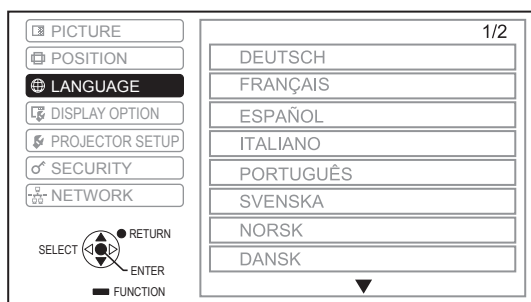 PICTURE
POSITION
LANGUAGE
DISPLAY OPTION
PROJECTOR SETUP
SECURITY
NETWORK
RETURN
SELECT
ENTER
FUNCTION
1/2
DEUTSCH
FRANÇAIS
ESPAÑOL
ITALIANO
PORTUGUÊS
SVENSKA
NORSK
DANSK